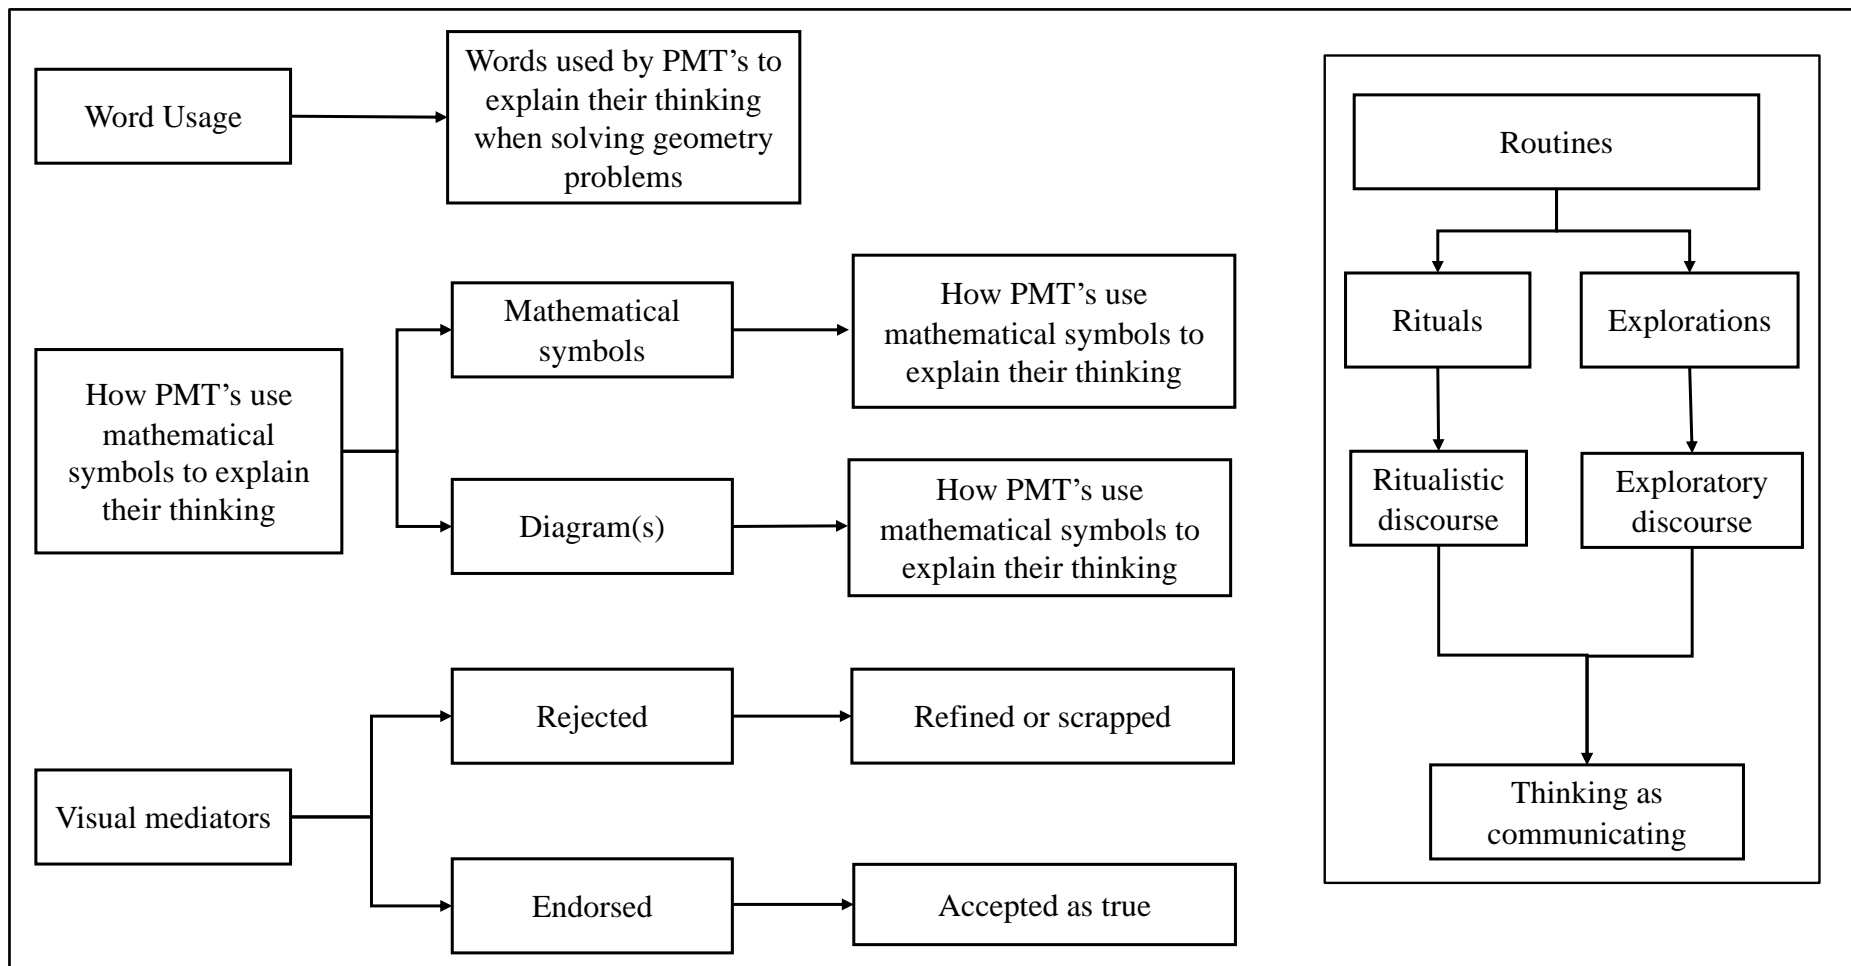 Word Usage
Words used by PMT’s to
explain their thinking
when solving geometry
problems
How PMT’s use
mathematical
symbols to explain
their thinking
Mathematical
symbols
How PMT’s use
mathematical symbols to
explain their thinking
Diagram(s)
How PMT’s use
mathematical symbols to
explain their thinking
Visual mediators
Rejected
Refined or scrapped
Endorsed
Accepted as true
Routines
Rituals
Explorations
Ritualistic
discourse
Exploratory
discourse
Thinking as
communicating